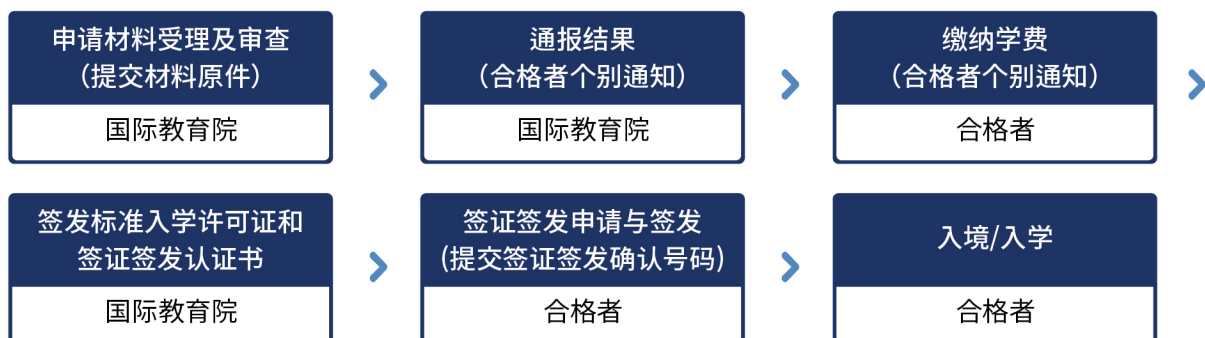 申请材料受理及审查
（提交材料原件）
国际教育院
通报结果
（合格者个别通知）
国际教育院
缴纳学费
（合格者个别通知）
合格者
签发标准入学许可证和
签证签发认证书
国际教育院
签证签发申请与签发
(提交签证签发确认号码)
合格者
入境/入学
合格者